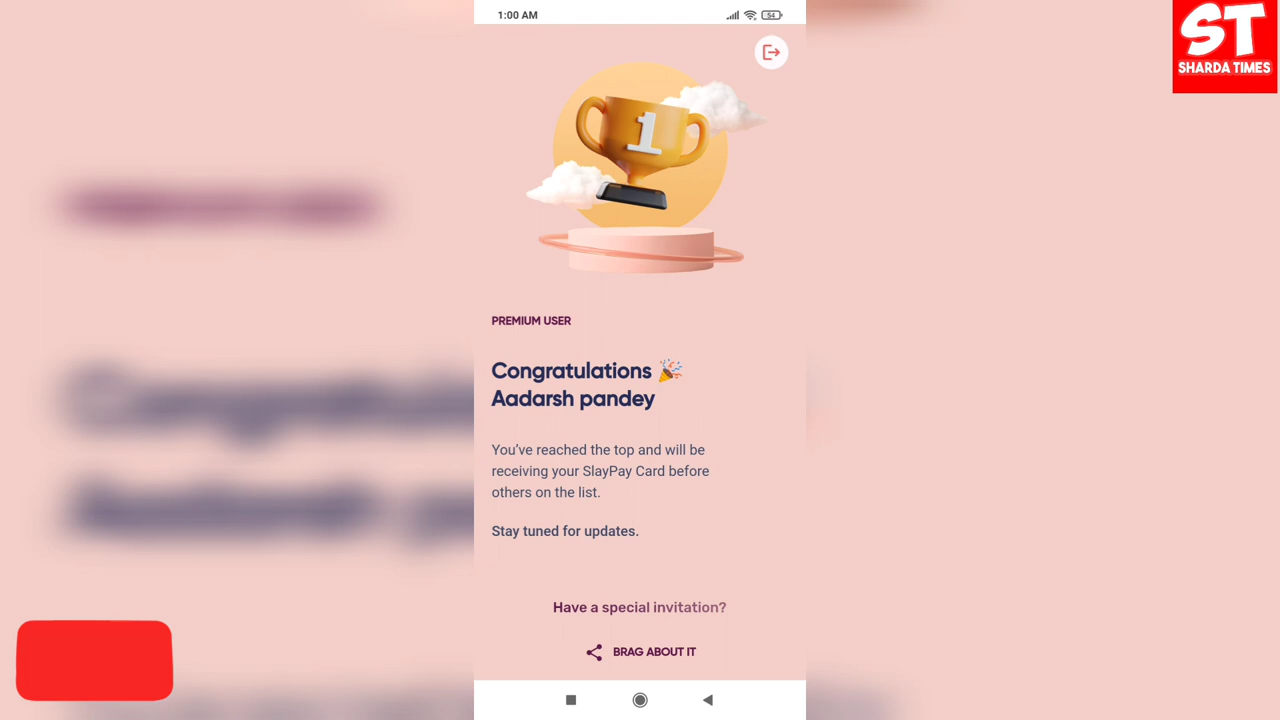 1:00 AM
54
ST
SHARDA TIMES
1
PREMIUM USER
Congratulations 🎉
Aadarsh pandey
You've reached the top and will be
receiving your SlayPay Card before
others on the list.
Stay tuned for updates.
Have a special invitation?
BRAG ABOUT IT